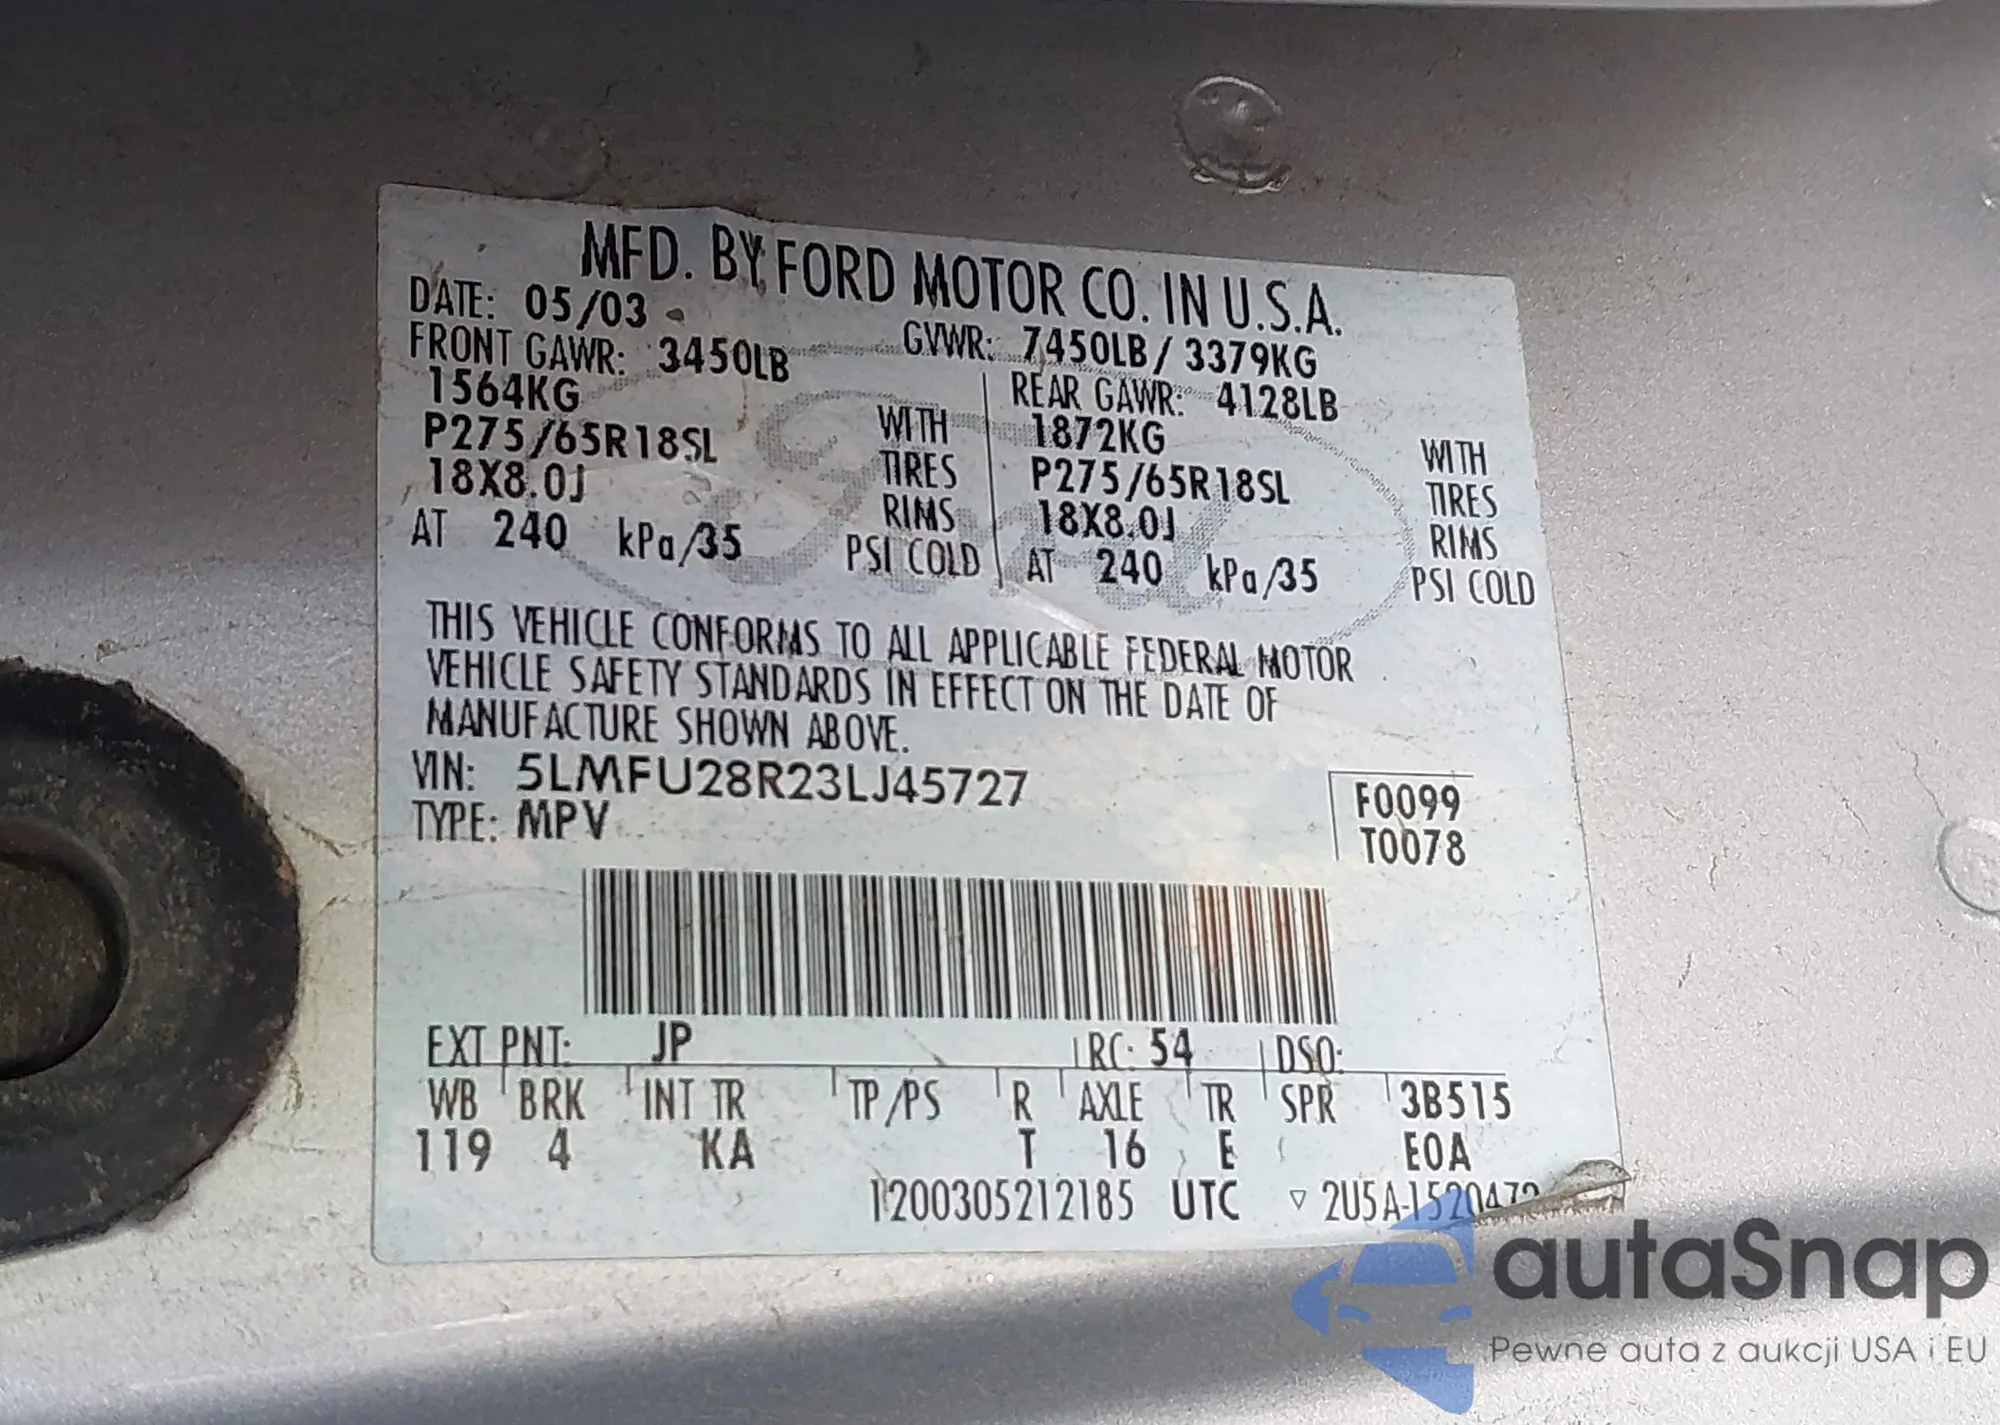 MFD. BY FORD MOTOR CO. IN U.S.A.
DATE: 05/03 GVWR: 7450LB / 3379KG
FRONT GAWR: 3450LB REAR GAWR: 4128LB
1564KG WITH 1872KG WITH
P275/65R18SL TIRES P275/65R18SL TIRES
18X8.0J RIMS 18X8.0J RIMS
AT 240 kPa/35 PSI COLD AT 240 kPa/35 PSI COLD
THIS VEHICLE CONFORMS TO ALL APPLICABLE FEDERAL MOTOR
VEHICLE SAFETY STANDARDS IN EFFECT ON THE DATE OF
MANUFACTURE SHOWN ABOVE.
VIN: 5LMFU28R23LJ45727 F0099
TYPE: MPV T0078
EXT PNT: JP RC: 54 DSO:
WB BRK INT TR TP/PS R AXLE TR SPR 3B515
119 4 KA T 16 E E0A
1200305212185 UTC ▽ 2U5A-1520472
autaSnap
Pewne auta z aukcji USA i EU